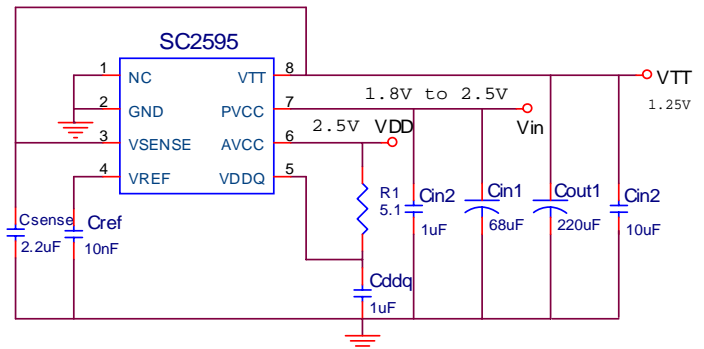 SC2595
1 NC VTT 8
2 GND PVCC 7
3 VSENSE AVCC 6
4 VREF VDDQ 5
1.8V to 2.5V
2.5V VDD
Vin
VTT
1.25V
R1
5.1
Cin2
1uF
Cin1
68uF
Cout1
220uF
Cin2
10uF
Csense
2.2uF
Cref
10nF
Cddq
1uF